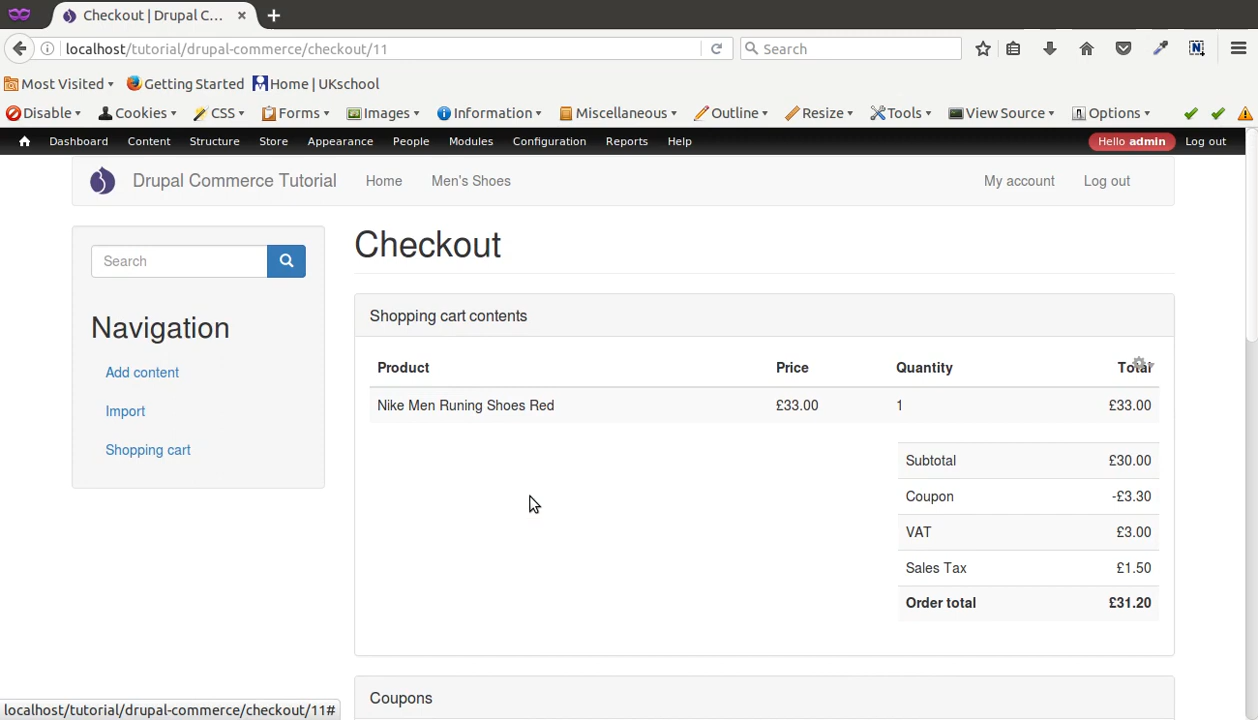 Checkout | Drupal C...
localhost/tutorial/drupal-commerce/checkout/11
Search
Most Visited
Getting Started
Home | UKschool
Disable
Cookies
CSS
Forms
Images
Information
Miscellaneous
Outline
Resize
Tools
View Source
Options
Dashboard
Content
Structure
Store
Appearance
People
Modules
Configuration
Reports
Help
Hello admin
Log out
Drupal Commerce Tutorial
Home
Men's Shoes
My account
Log out
Search
Navigation
Add content
Import
Shopping cart
Checkout
Shopping cart contents
Product Price Quantity Total
Nike Men Runing Shoes Red £33.00 1 £33.00
Subtotal £30.00
Coupon -£3.30
VAT £3.00
Sales Tax £1.50
Order total £31.20
Coupons
localhost/tutorial/drupal-commerce/checkout/11#